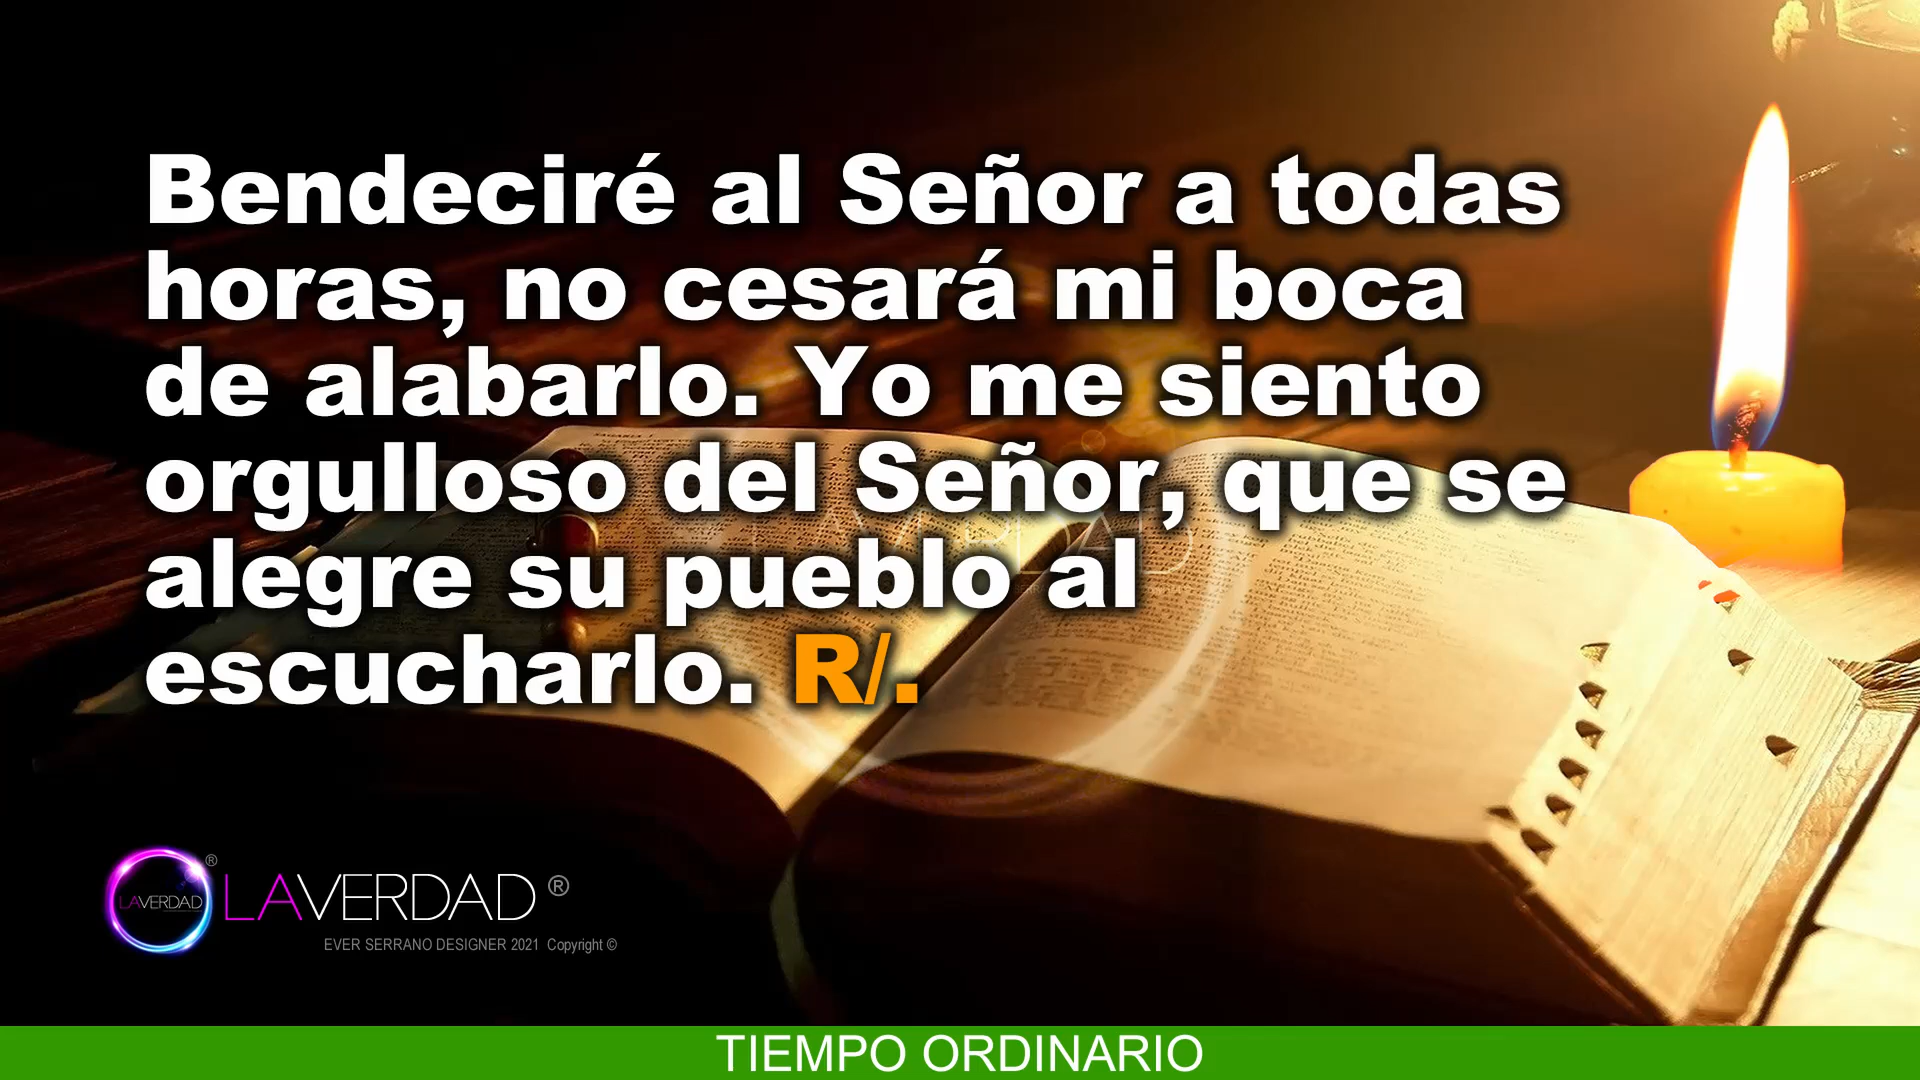 Bendeciré al Señor a todas
horas, no cesará mi boca
de alabarlo. Yo me siento
orgulloso del Señor, que se
alegre su pueblo al
escucharlo. R/.
LAVERDAD ®
LAVERDAD ®
EVER SERRANO DESIGNER 2021 Copyright ©
TIEMPO ORDINARIO